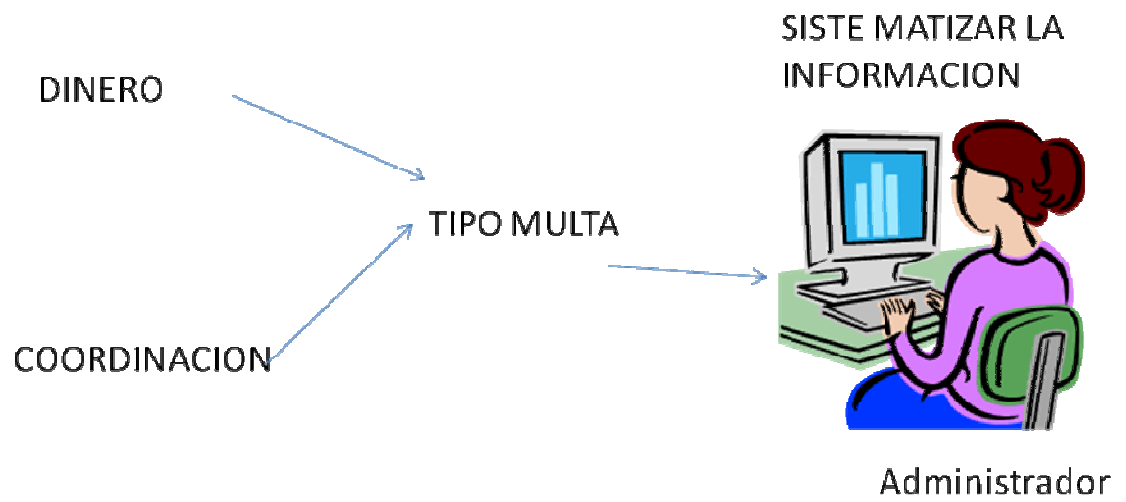 SISTE MATIZAR LA
INFORMACION
DINERO
TIPO MULTA
COORDINACION
Administrador